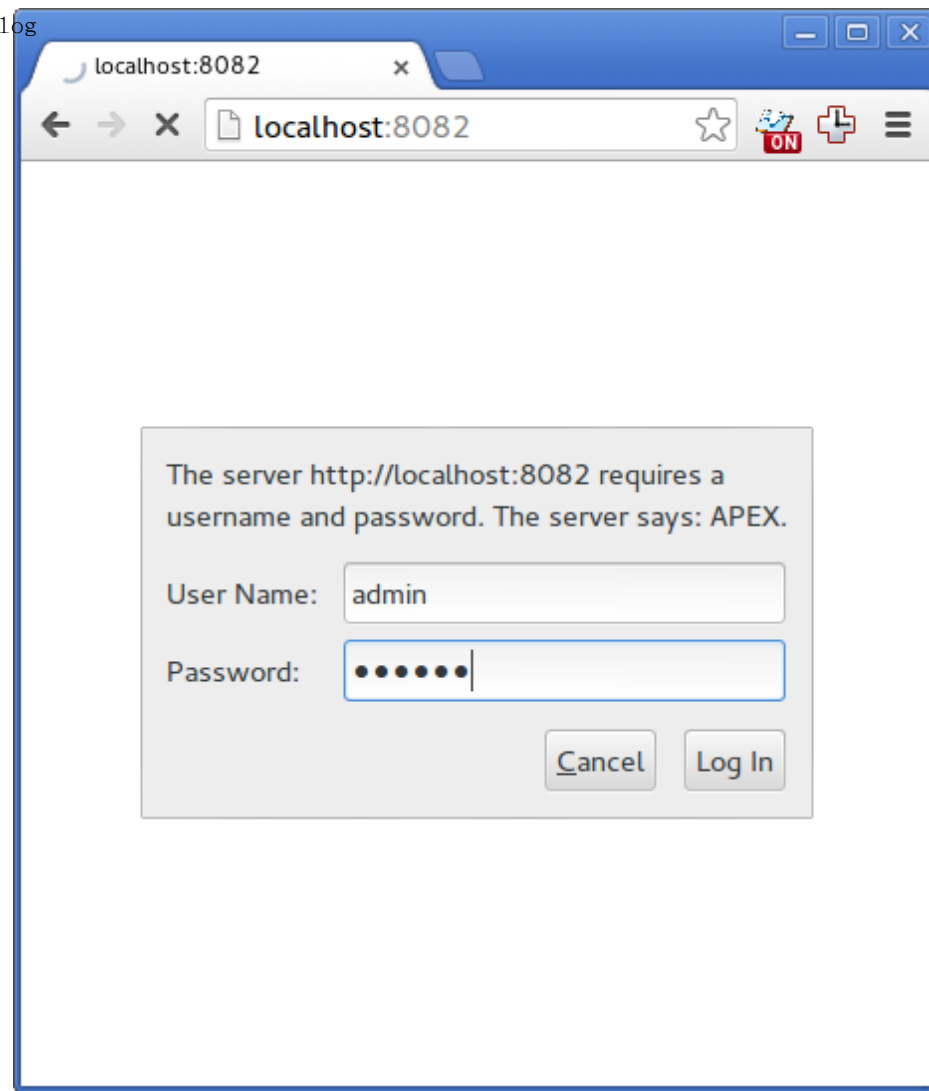 log
localhost:8082
localhost:8082
ON
The server http://localhost:8082 requires a
username and password. The server says: APEX.
User Name: admin
Password: ••••••
Cancel Log In